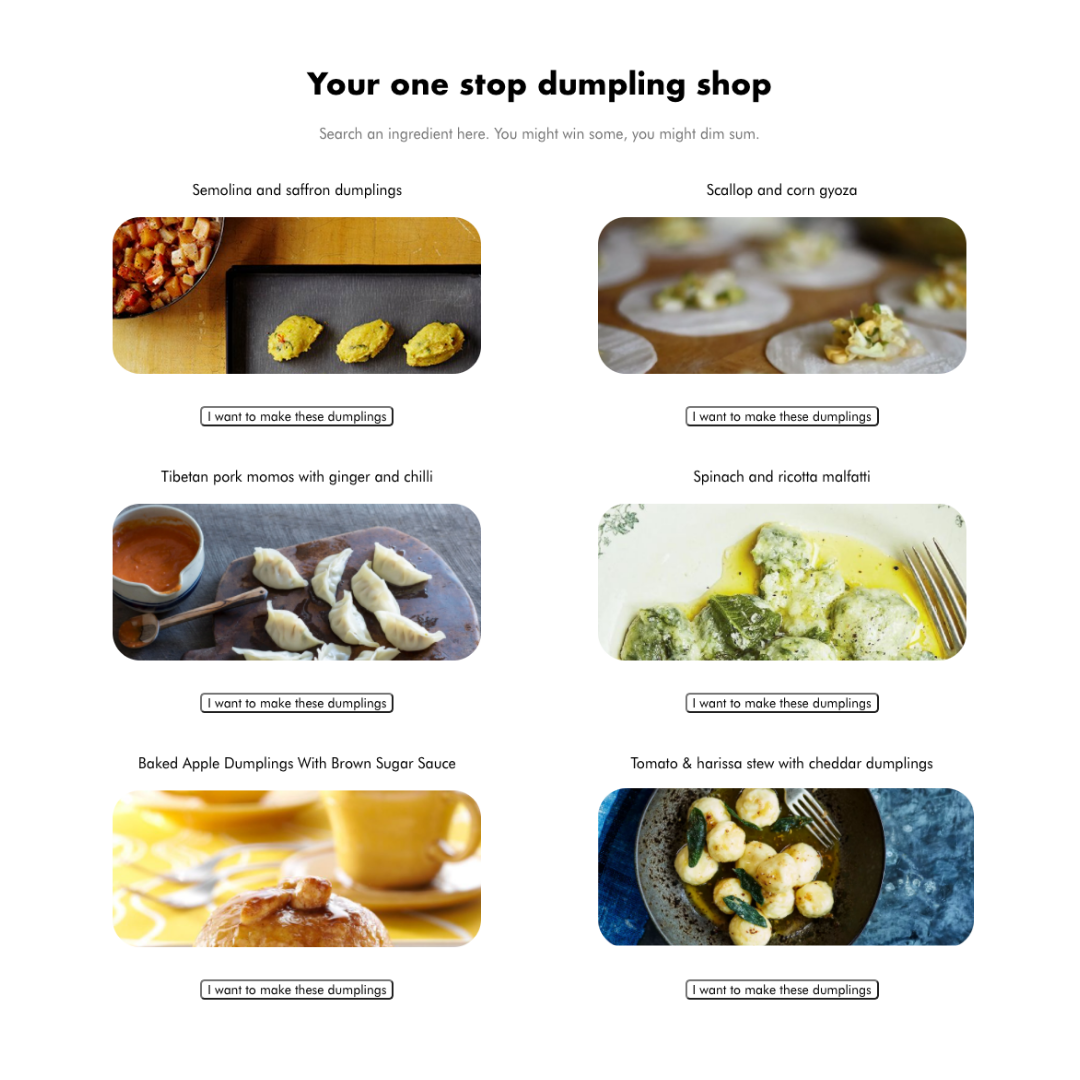 Your one stop dumpling shop
Search an ingredient here. You might win some, you might dim sum.
Semolina and saffron dumplings
Scallop and corn gyoza
I want to make these dumplings
I want to make these dumplings
Tibetan pork momos with ginger and chilli
Spinach and ricotta malfatti
I want to make these dumplings
I want to make these dumplings
Baked Apple Dumplings With Brown Sugar Sauce
Tomato & harissa stew with cheddar dumplings
I want to make these dumplings
I want to make these dumplings